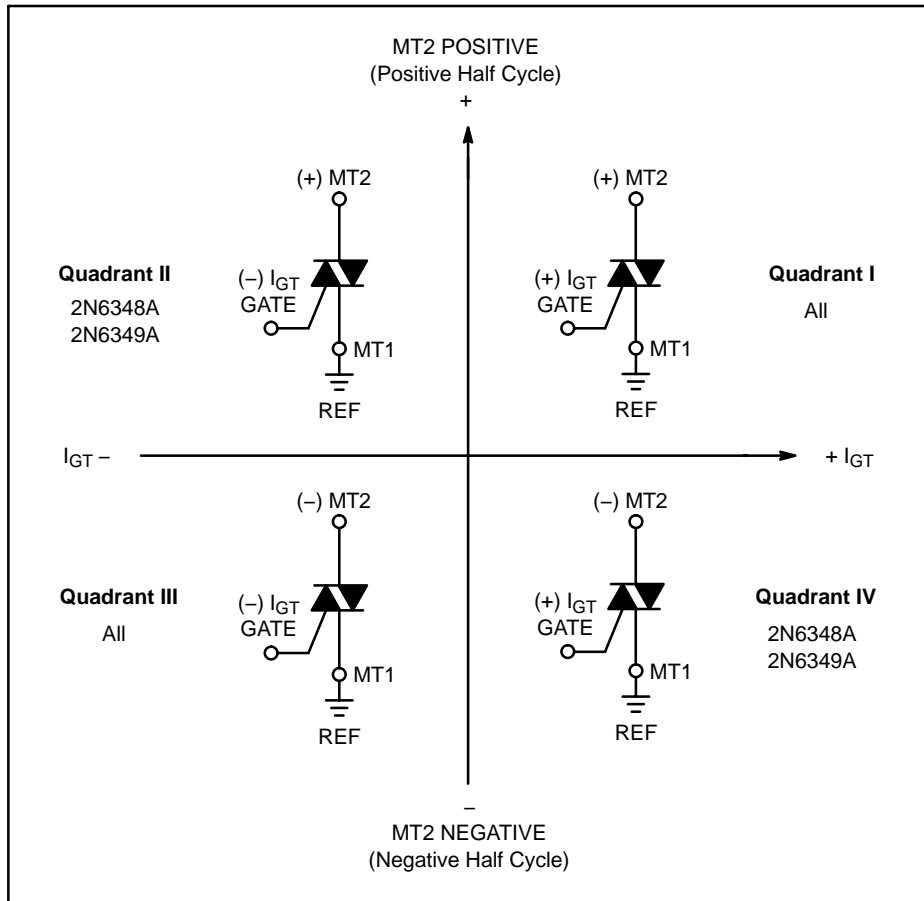 MT2 POSITIVE
(Positive Half Cycle)
+
(+) MT2
Quadrant II
2N6348A
2N6349A
(–) IGT
GATE
MT1
REF
(+) MT2
(+) IGT
GATE
MT1
REF
Quadrant I
All
IGT –
+ IGT
(–) MT2
Quadrant III
All
(–) IGT
GATE
MT1
REF
(–) MT2
(+) IGT
GATE
MT1
REF
Quadrant IV
2N6348A
2N6349A
–
MT2 NEGATIVE
(Negative Half Cycle)